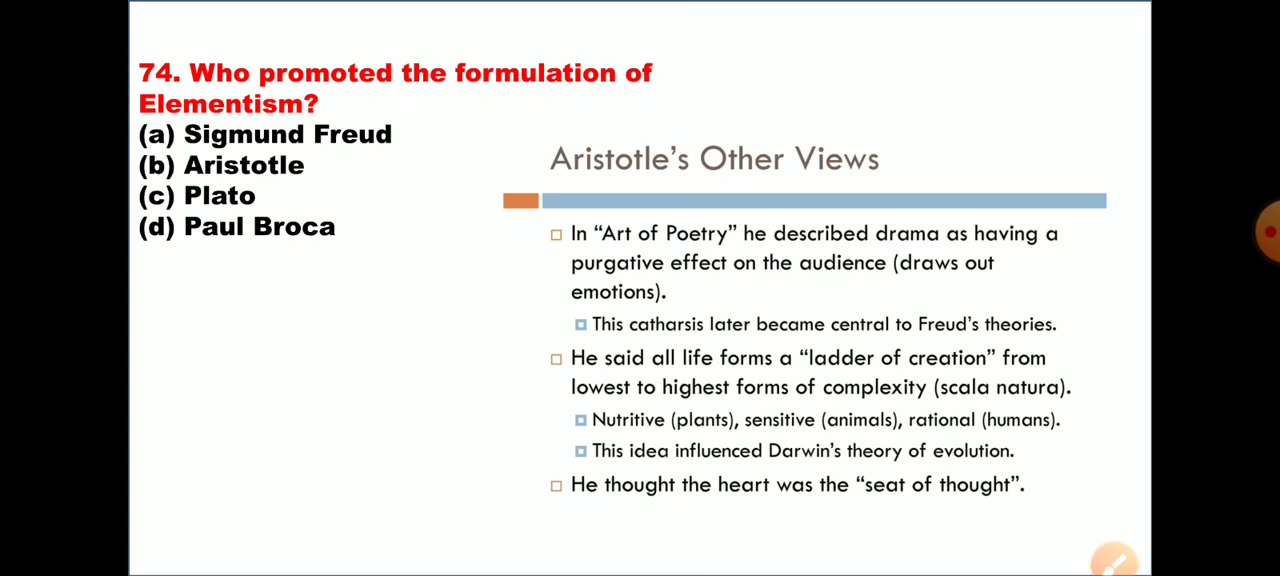 74. Who promoted the formulation of
Elementism?
(a) Sigmund Freud
(b) Aristotle
(c) Plato
(d) Paul Broca
Aristotle's Other Views
In “Art of Poetry” he described drama as having a
purgative effect on the audience (draws out
emotions).
This catharsis later became central to Freud's theories.
He said all life forms a “ladder of creation” from
lowest to highest forms of complexity (scala natura).
Nutritive (plants), sensitive (animals), rational (humans).
This idea influenced Darwin's theory of evolution.
He thought the heart was the “seat of thought”.